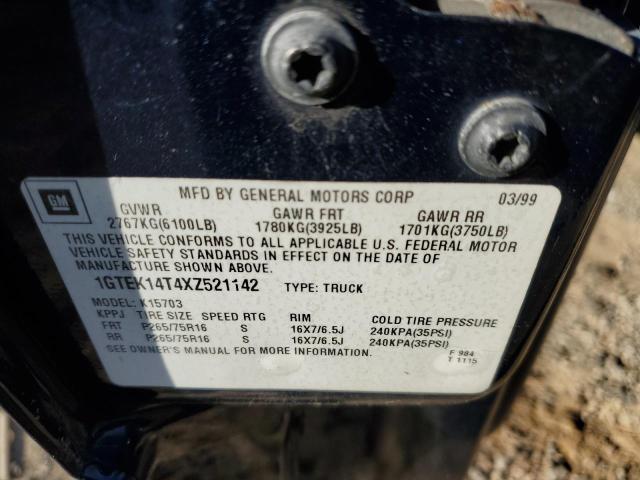 GM
MFD BY GENERAL MOTORS CORP 03/99
GVWR GAWR FRT GAWR RR
2767KG(6100LB) 1780KG(3925LB) 1701KG(3750LB)
THIS VEHICLE CONFORMS TO ALL APPLICABLE U.S. FEDERAL MOTOR
VEHICLE SAFETY STANDARDS IN EFFECT ON THE DATE OF
MANUFACTURE SHOWN ABOVE.
1GTEK14T4XZ521142 TYPE: TRUCK
MODEL: K15703
KPPJ TIRE SIZE SPEED RTG RIM COLD TIRE PRESSURE
FRT P265/75R16 S 16X7/6.5J 240KPA(35PSI)
RR P265/75R16 S 16X7/6.5J 240KPA(35PSI)
SEE OWNER'S MANUAL FOR MORE INFORMATION.
F 984
T 1115